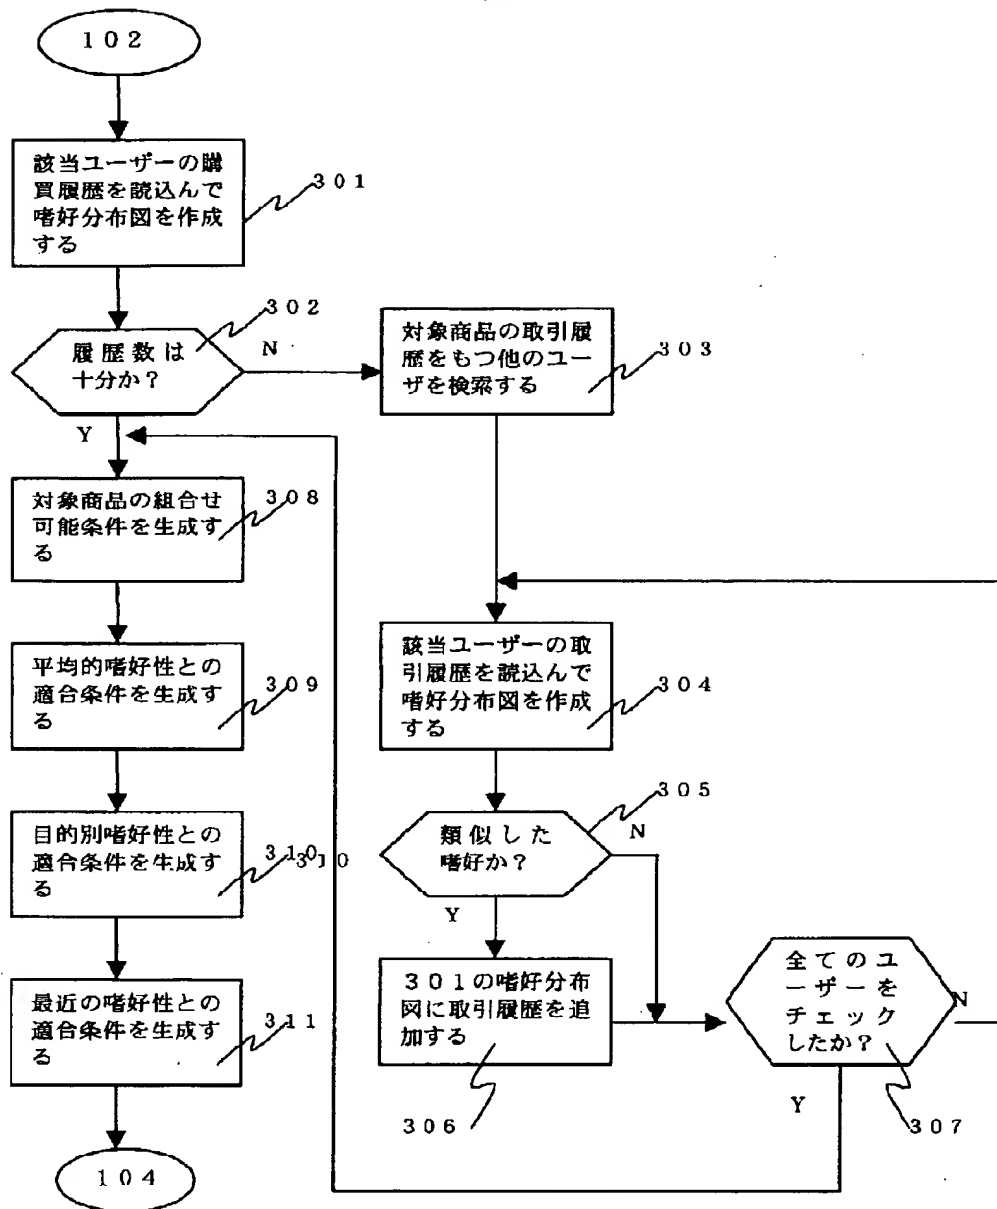 102
該当ユーザーの購
買履歴を読込んで
嗜好分布図を作成
する
301
履歴数は
十分か?
302
N
Y
対象商品の取引履
歴をもつ他のユー
ザを検索する
303
対象商品の組合せ
可能条件を生成す
る
308
平均的嗜好性との
適合条件を生成す
る
309
目的別嗜好性との
適合条件を生成す
る
310
310
最近の嗜好性との
適合条件を生成す
る
311
104
該当ユーザーの取
引履歴を読込んで
嗜好分布図を作成
する
304
類似した
嗜好か?
305
N
Y
301の嗜好分布
図に取引履歴を追
加する
306
全てのユ
ーザーを
チェック
したか?
N
Y
307